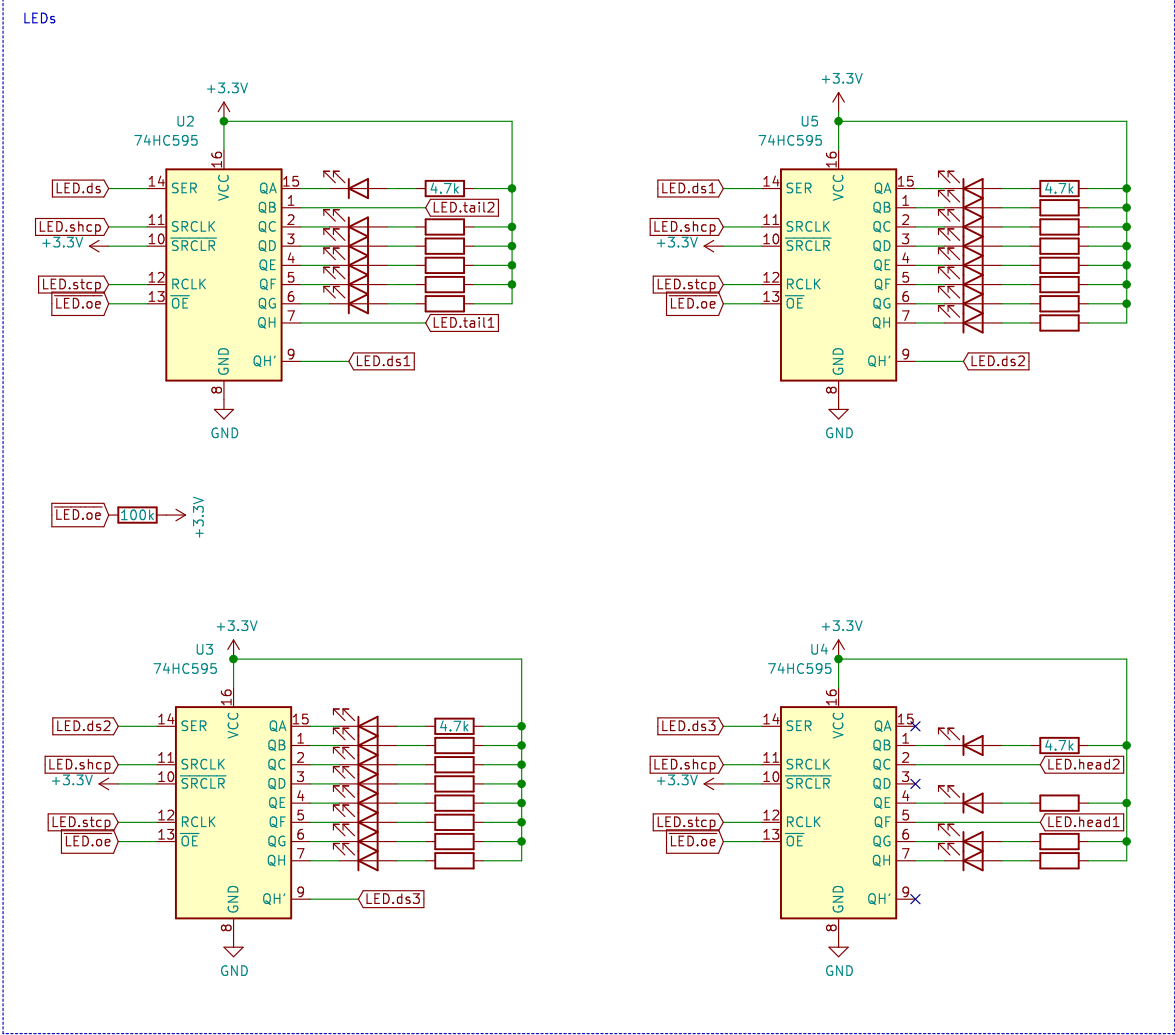 LEDs
+3.3V
U2
74HC595
16
VCC
LED.ds 14 SER QA 15 4.7k
QB 1 LED.tail2
LED.shcp 11 SRCLK QC 2
+3.3V 10 SRCLR QD 3
QE 4
LED.stcp 12 RCLK QF 5
LED.oe 13 OE QG 6
QH 7 LED.tail1
GND QH' 9 LED.ds1
8
GND
+3.3V
U5
74HC595
16
VCC
LED.ds1 14 SER QA 15 4.7k
QB 1
LED.shcp 11 SRCLK QC 2
+3.3V 10 SRCLR QD 3
QE 4
LED.stcp 12 RCLK QF 5
LED.oe 13 OE QG 6
QH 7
GND QH' 9 LED.ds2
8
GND
LED.oe 100k +3.3V
+3.3V
U3
74HC595
16
VCC
LED.ds2 14 SER QA 15 4.7k
QB 1
LED.shcp 11 SRCLK QC 2
+3.3V 10 SRCLR QD 3
QE 4
LED.stcp 12 RCLK QF 5
LED.oe 13 OE QG 6
QH 7
GND QH' 9 LED.ds3
8
GND
+3.3V
U4
74HC595
16
VCC
LED.ds3 14 SER QA 15
QB 1 4.7k
LED.shcp 11 SRCLK QC 2 LED.head2
+3.3V 10 SRCLR QD 3
QE 4
LED.stcp 12 RCLK QF 5 LED.head1
LED.oe 13 OE QG 6
QH 7
GND QH' 9
8
GND